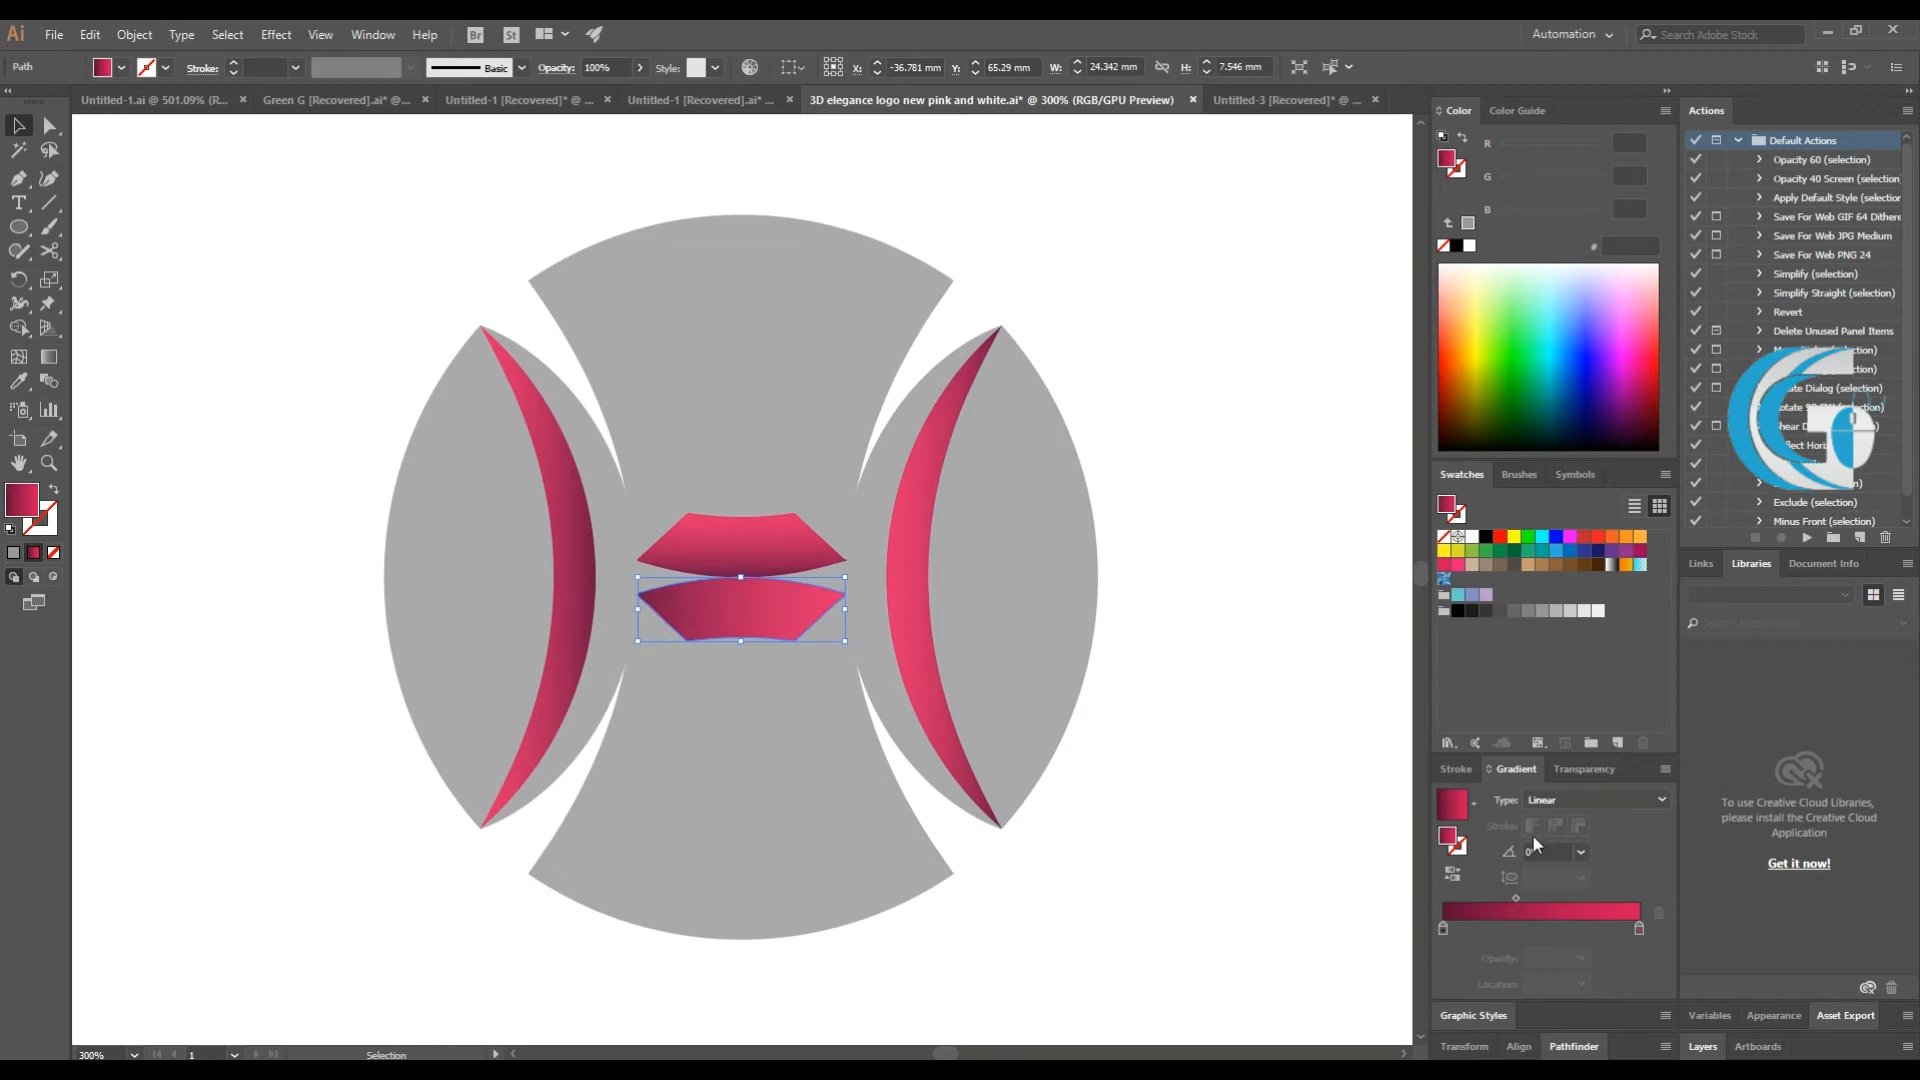 Ai File Edit Object Type Select Effect View Window Help Br St Automation Search Adobe Stock
Path Stroke: Basic Opacity: 100% Style: X: -36.781 mm Y: 65.29 mm W: 24.342 mm H: 7.546 mm
Untitled-1.ai @ 501.09% (R... Green G [Recovered].ai* @... Untitled-1 [Recovered]* @ ... Untitled-1 [Recovered].ai* ... 3D elegance logo new pink and white.ai* @ 300% (RGB/GPU Preview) Untitled-3 [Recovered]* @ ...
Color Color Guide
R
G
B
#
Swatches Brushes Symbols
Stroke Gradient Transparency
Type: Linear
Stroke:
0°
Opacity:
Location:
Graphic Styles
Transform Align Pathfinder
Actions
Default Actions
Opacity 60 (selection)
Opacity 40 Screen (selection)
Apply Default Style (selection
Save For Web GIF 64 Dithere
Save For Web JPG Medium
Save For Web PNG 24
Simplify (selection)
Simplify Straight (selection)
Revert
Delete Unused Panel Items
Exclude (selection)
Minus Front (selection)
Links Libraries Document Info
To use Creative Cloud Libraries,
please install the Creative Cloud
Application
Get it now!
Variables Appearance Asset Export
Layers Artboards
300% 1 Selection